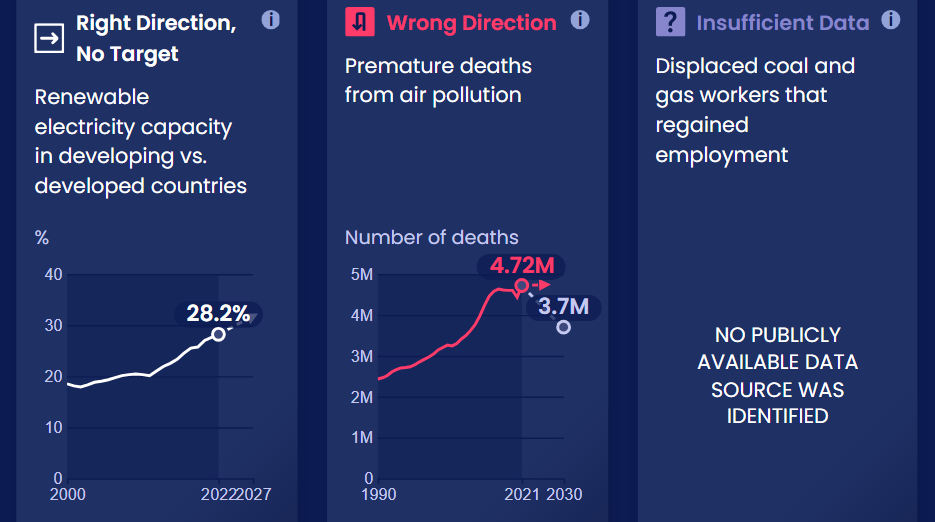 Right Direction,
No Target
i
Renewable
electricity capacity
in developing vs.
developed countries
%
40
30
20
10
0
28.2%
2000
2022
2027
Wrong Direction
i
Premature deaths
from air pollution
Number of deaths
5M
4M
3M
2M
1M
0
4.72M
3.7M
1990
2021
2030
?
Insufficient Data
i
Displaced coal and
gas workers that
regained
employment
NO PUBLICLY
AVAILABLE DATA
SOURCE WAS
IDENTIFIED